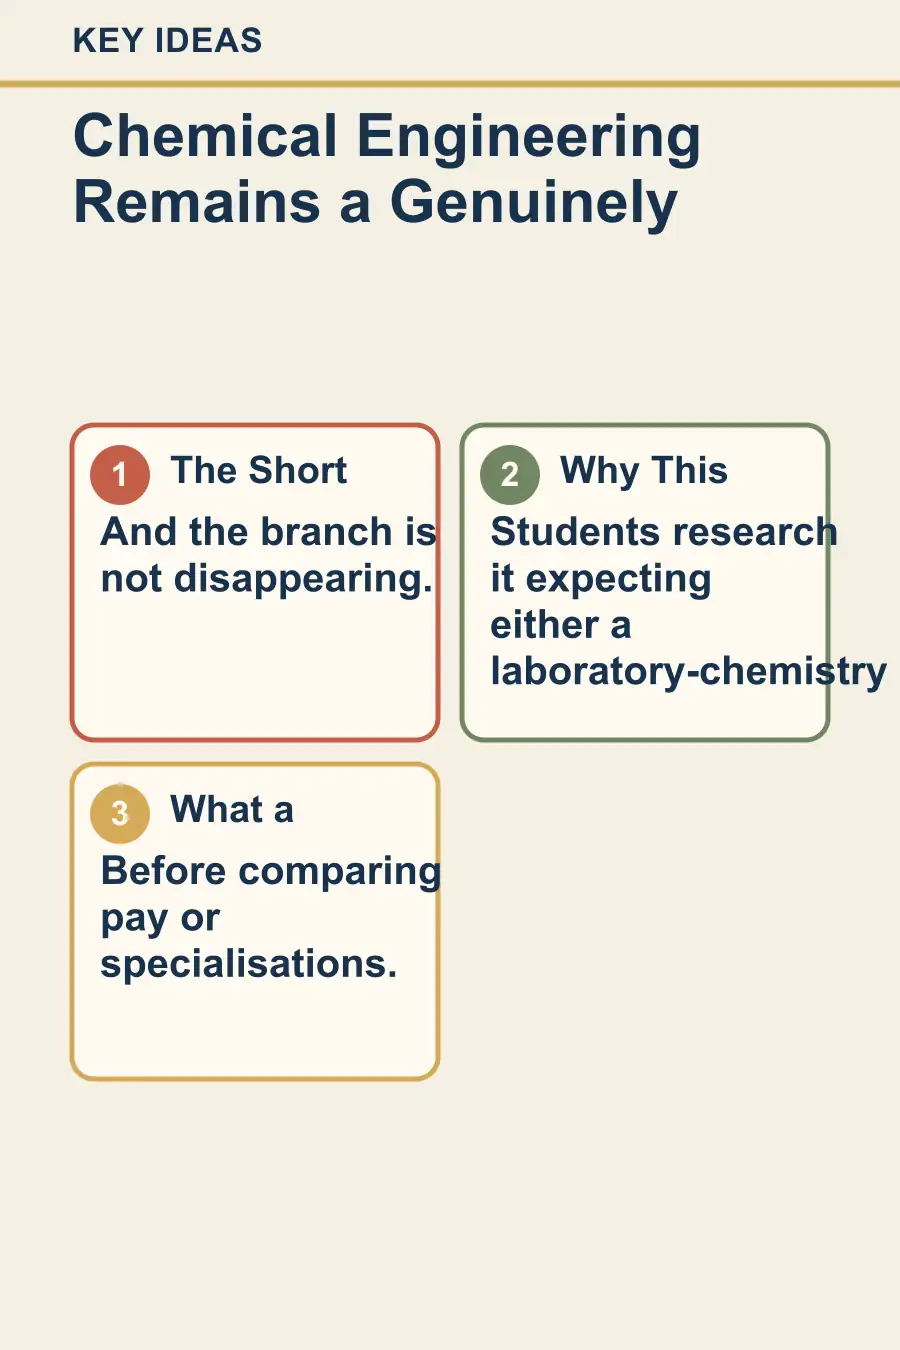 KEY IDEAS
Chemical Engineering
Remains a Genuinely
1 The Short
And the branch is
not disappearing.
2 Why This
Students research
it expecting
either a
laboratory-chemistry
3 What a
Before comparing
pay or
specialisations.